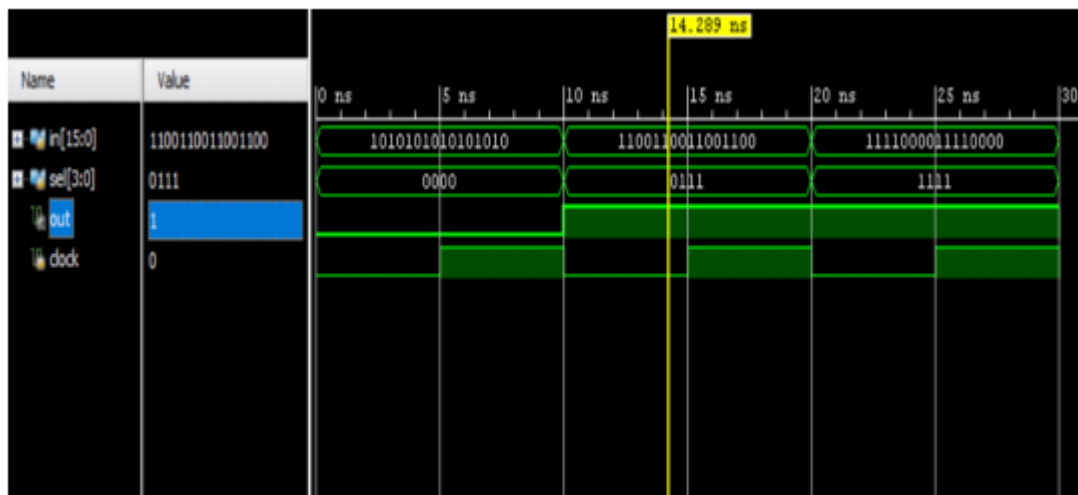 14.289 ns
Name Value
0 ns 5 ns 10 ns 15 ns 20 ns 25 ns 30
in[15:0] 1100110011001100 1010101010101010 1100110011001100 1111000011110000
sel[3:0] 0111 0000 0111 1111
out 1
clock 0